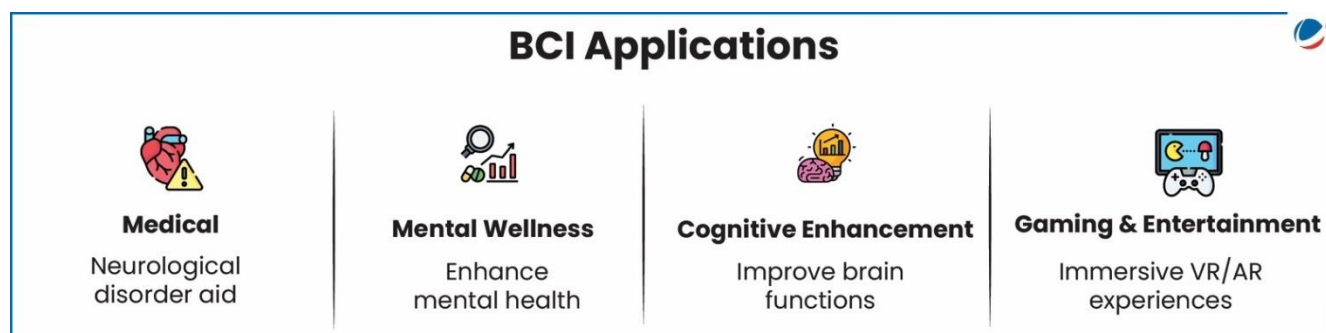 BCI Applications
Medical
Neurological
disorder aid
Mental Wellness
Enhance
mental health
Cognitive Enhancement
Improve brain
functions
Gaming & Entertainment
Immersive VR/AR
experiences